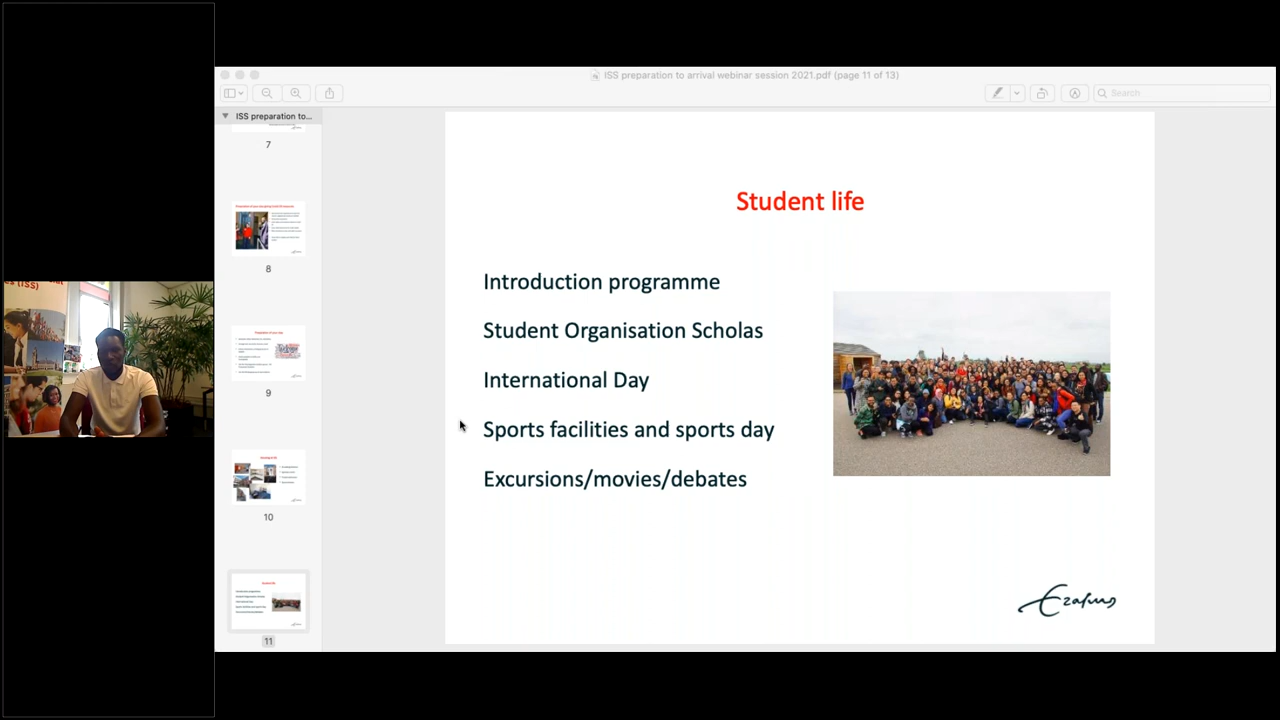 ISS preparation to arrival webinar session 2021.pdf (page 11 of 13)
Search
ISS preparation to...
7
8
9
10
11
(ISS)
Student life
Introduction programme
Student Organisation Scholas
International Day
Sports facilities and sports day
Excursions/movies/debates
Erasmus